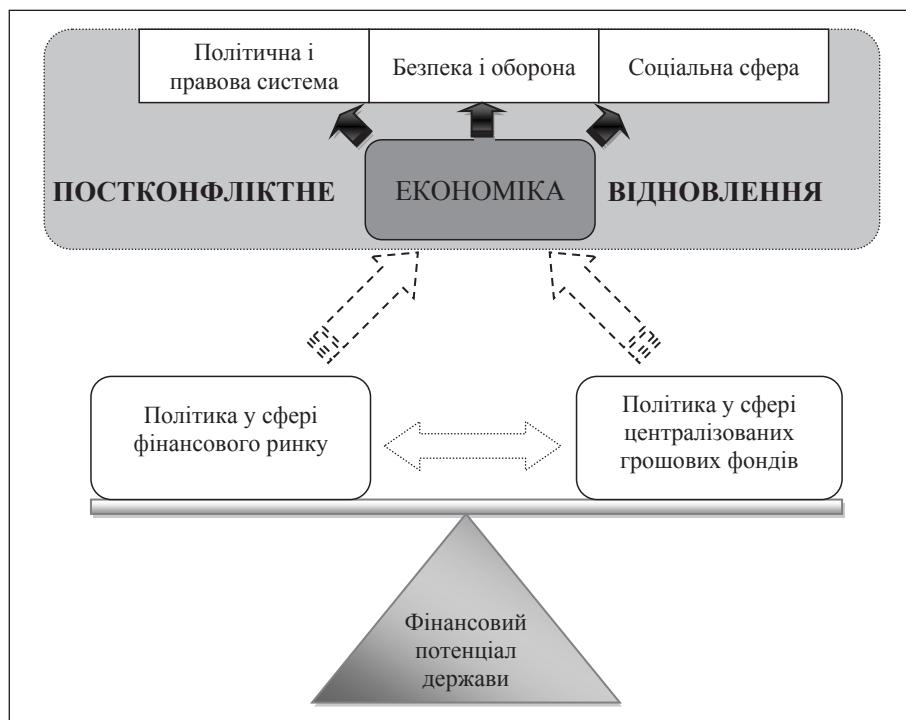 Політична і
правова система
Безпека і оборона
Соціальна сфера
ПОСТКОНФЛІКТНЕ
ЕКОНОМІКА
ВІДНОВЛЕННЯ
Політика у сфері
фінансового ринку
Політика у сфері
централізованих
грошових фондів
Фінансовий
потенціал
держави